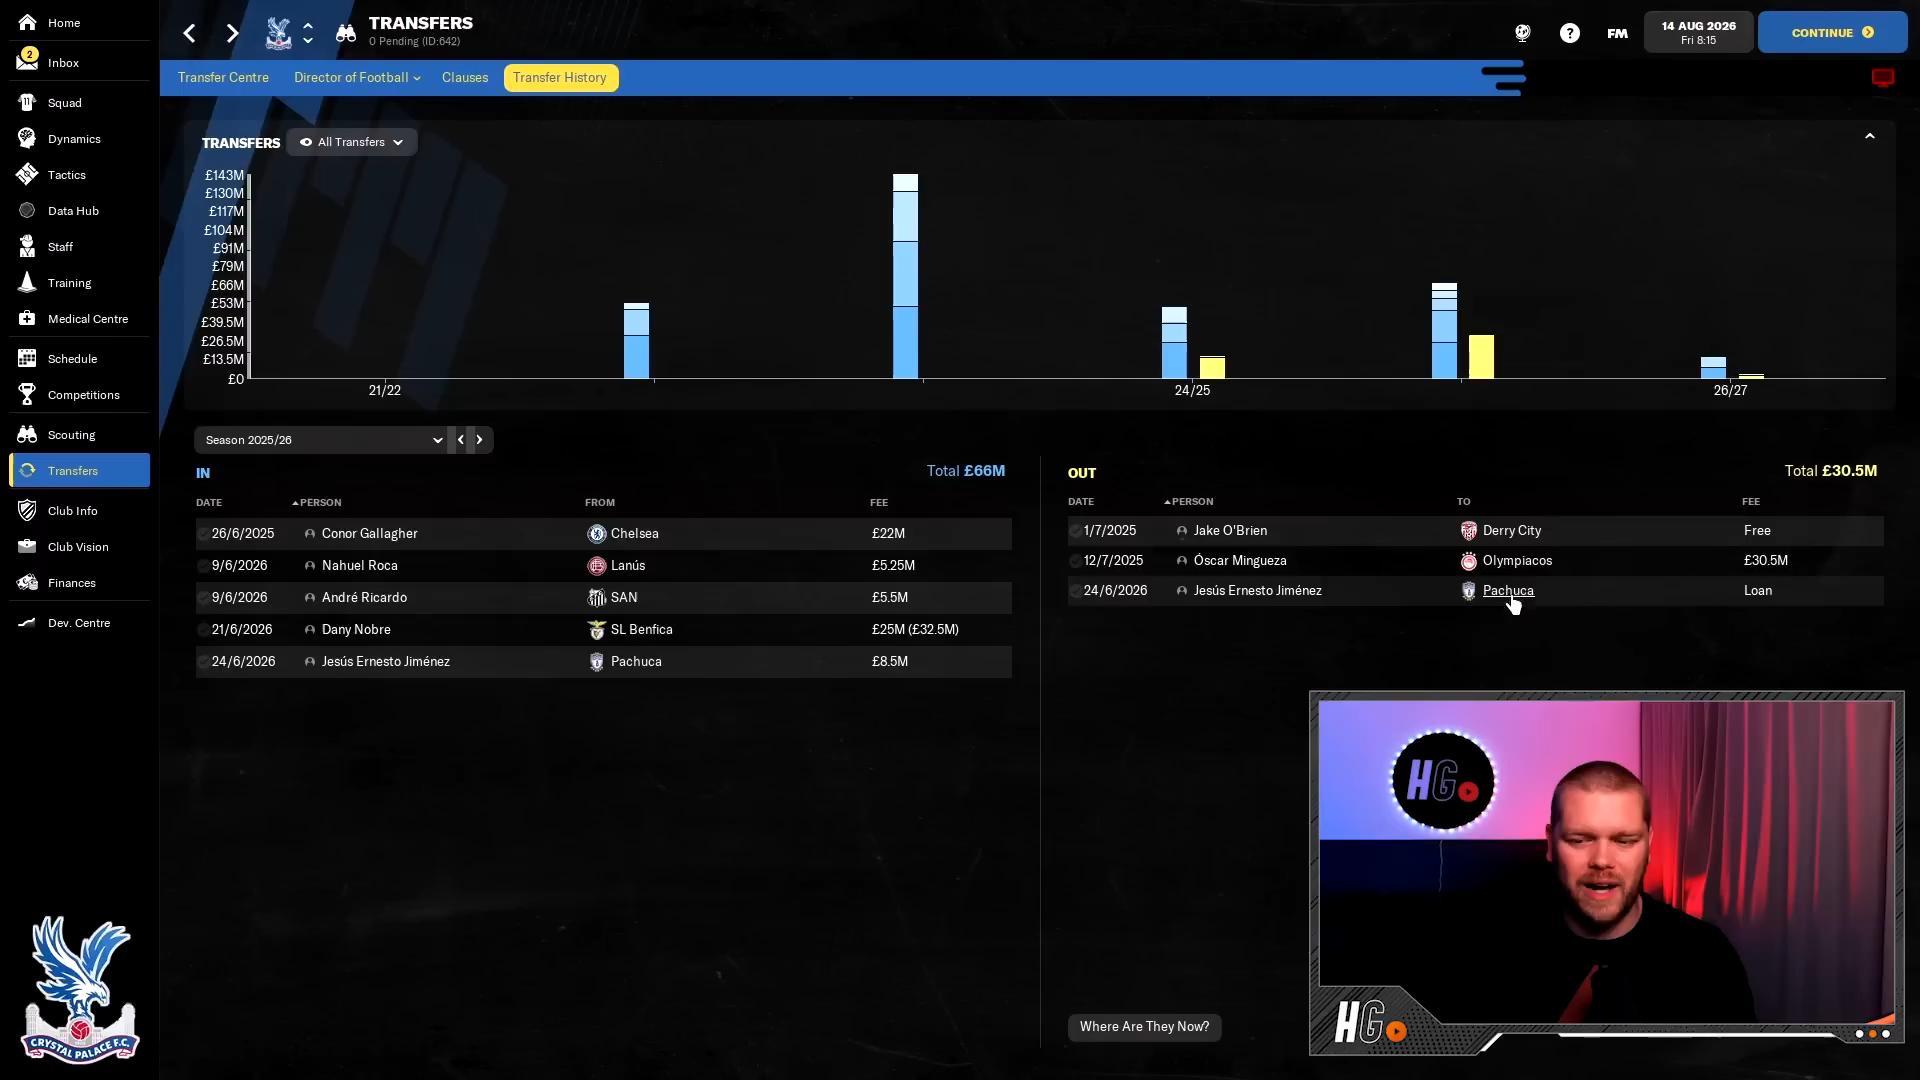 Home
2
Inbox
Squad
Dynamics
Tactics
Data Hub
Staff
Training
Medical Centre
Schedule
Competitions
Scouting
Transfers
Club Info
Club Vision
Finances
Dev. Centre
CRYSTAL PALACE F.C.
TRANSFERS
0 Pending (ID:642)
FM
14 AUG 2026
Fri 8:15
CONTINUE
Transfer Centre
Director of Football
Clauses
Transfer History
TRANSFERS
All Transfers
£143M
£130M
£117M
£104M
£91M
£79M
£66M
£53M
£39.5M
£26.5M
£13.5M
£0
21/22
24/25
26/27
Season 2025/26
IN
Total £66M
DATE PERSON FROM FEE
26/6/2025 Conor Gallagher Chelsea £22M
9/6/2026 Nahuel Roca Lanús £5.25M
9/6/2026 André Ricardo SAN £5.5M
21/6/2026 Dany Nobre SL Benfica £25M (£32.5M)
24/6/2026 Jesús Ernesto Jiménez Pachuca £8.5M
OUT
Total £30.5M
DATE PERSON TO FEE
1/7/2025 Jake O'Brien Derry City Free
12/7/2025 Óscar Mingueza Olympiacos £30.5M
24/6/2026 Jesús Ernesto Jiménez Pachuca Loan
Where Are They Now?
HG
HG